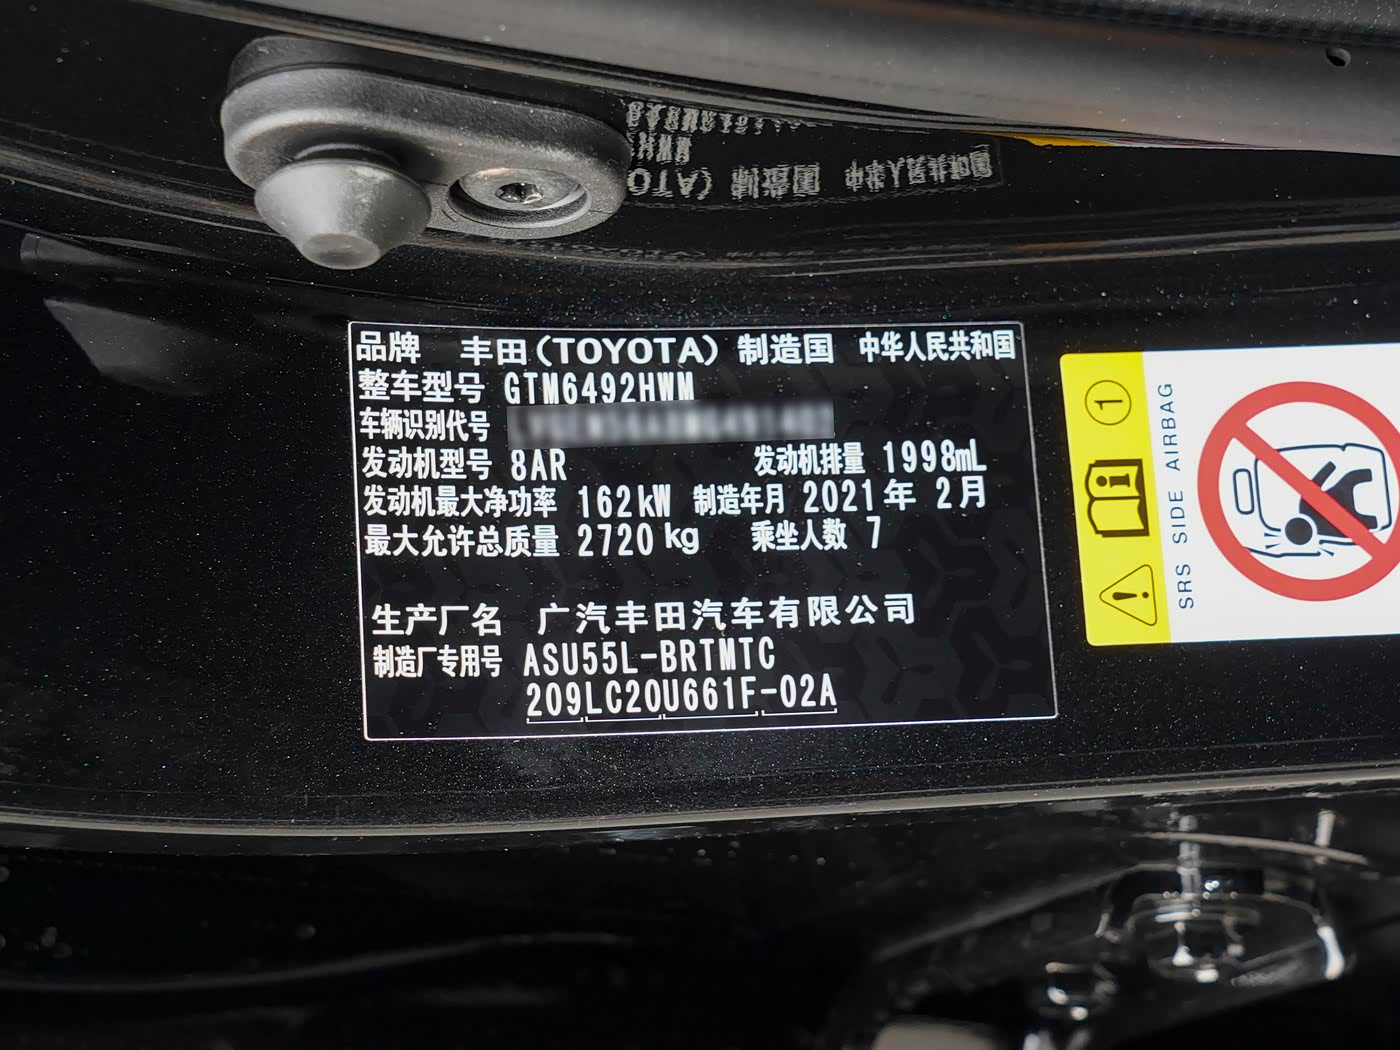 品牌 丰田(TOYOTA) 制造国 中华人民共和国
整车型号 GTM6492HWM
车辆识别代号
发动机型号 8AR 发动机排量 1998mL
发动机最大净功率 162kW 制造年月 2021年 2月
最大允许总质量 2720kg 乘坐人数 7
生产厂名 广汽丰田汽车有限公司
制造厂专用号 ASU55L-BRTMTC
209LC20U661F-02A
1
SRS SIDE AIRBAG